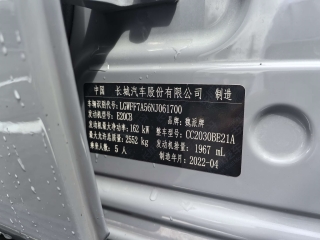 中国 长城汽车股份有限公司 制造
车辆识别代号: LGWFF7A56NJ061700
发动机型号: E20CB 品牌: 魏派牌
发动机最大净功率: 162 kW 整车型号: CC2030BE21A
最大允许总质量: 2552 kg 发动机排量: 1967 mL
乘坐人数: 5 人 制造年月: 2022-04